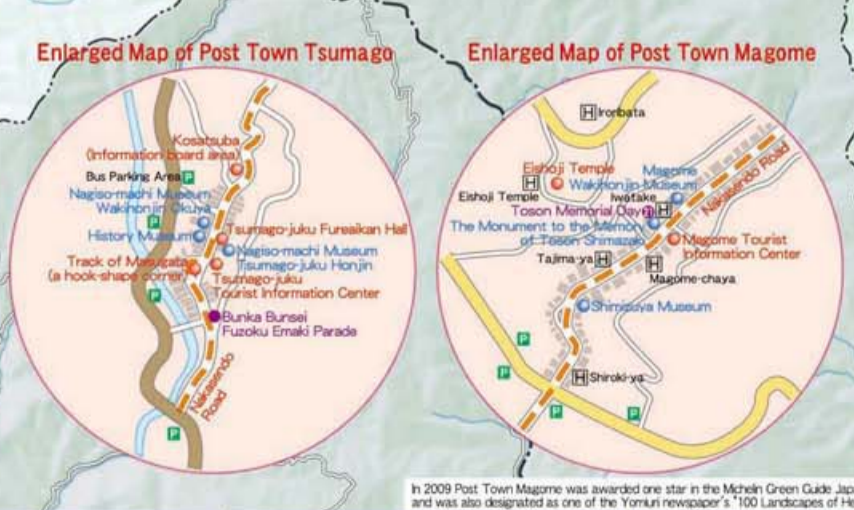 Enlarged Map of Post Town Tsumago
Kosatsuba
(Information board area)
Bus Parking Area P
Nagiso-machi Museum
Wakihonjin Okuya
P
History Museum
Tsumago-juku Fureaikan Hall
Nagiso-machi Museum
Tsumago-juku Honjin
Track of Masugata
(a hook-shape corner)
Tsumago-juku
Tourist Information Center
P
Bunka Bunsei
Fuzoku Emaki Parade
Nakasendo
Road
P
Enlarged Map of Post Town Magome
H Iroribata
Eishoji Temple
H
Eishoji Temple
Magome
Wakihonjin Museum
Iwatake
H
Toson Memorial Day
The Monument to the Memory
of Toson Shimazaki
Nakasendo Road
Magome Tourist
Information Center
Tajima-ya H
H
Magome-chaya
Shimizuya Museum
P
P
H Shiroki-ya
P
P
In 2009 Post Town Magome was awarded one star in the Michelin Green Guide Jap
and was also designated as one of the Yomiuri newspaper's "100 Landscapes of He